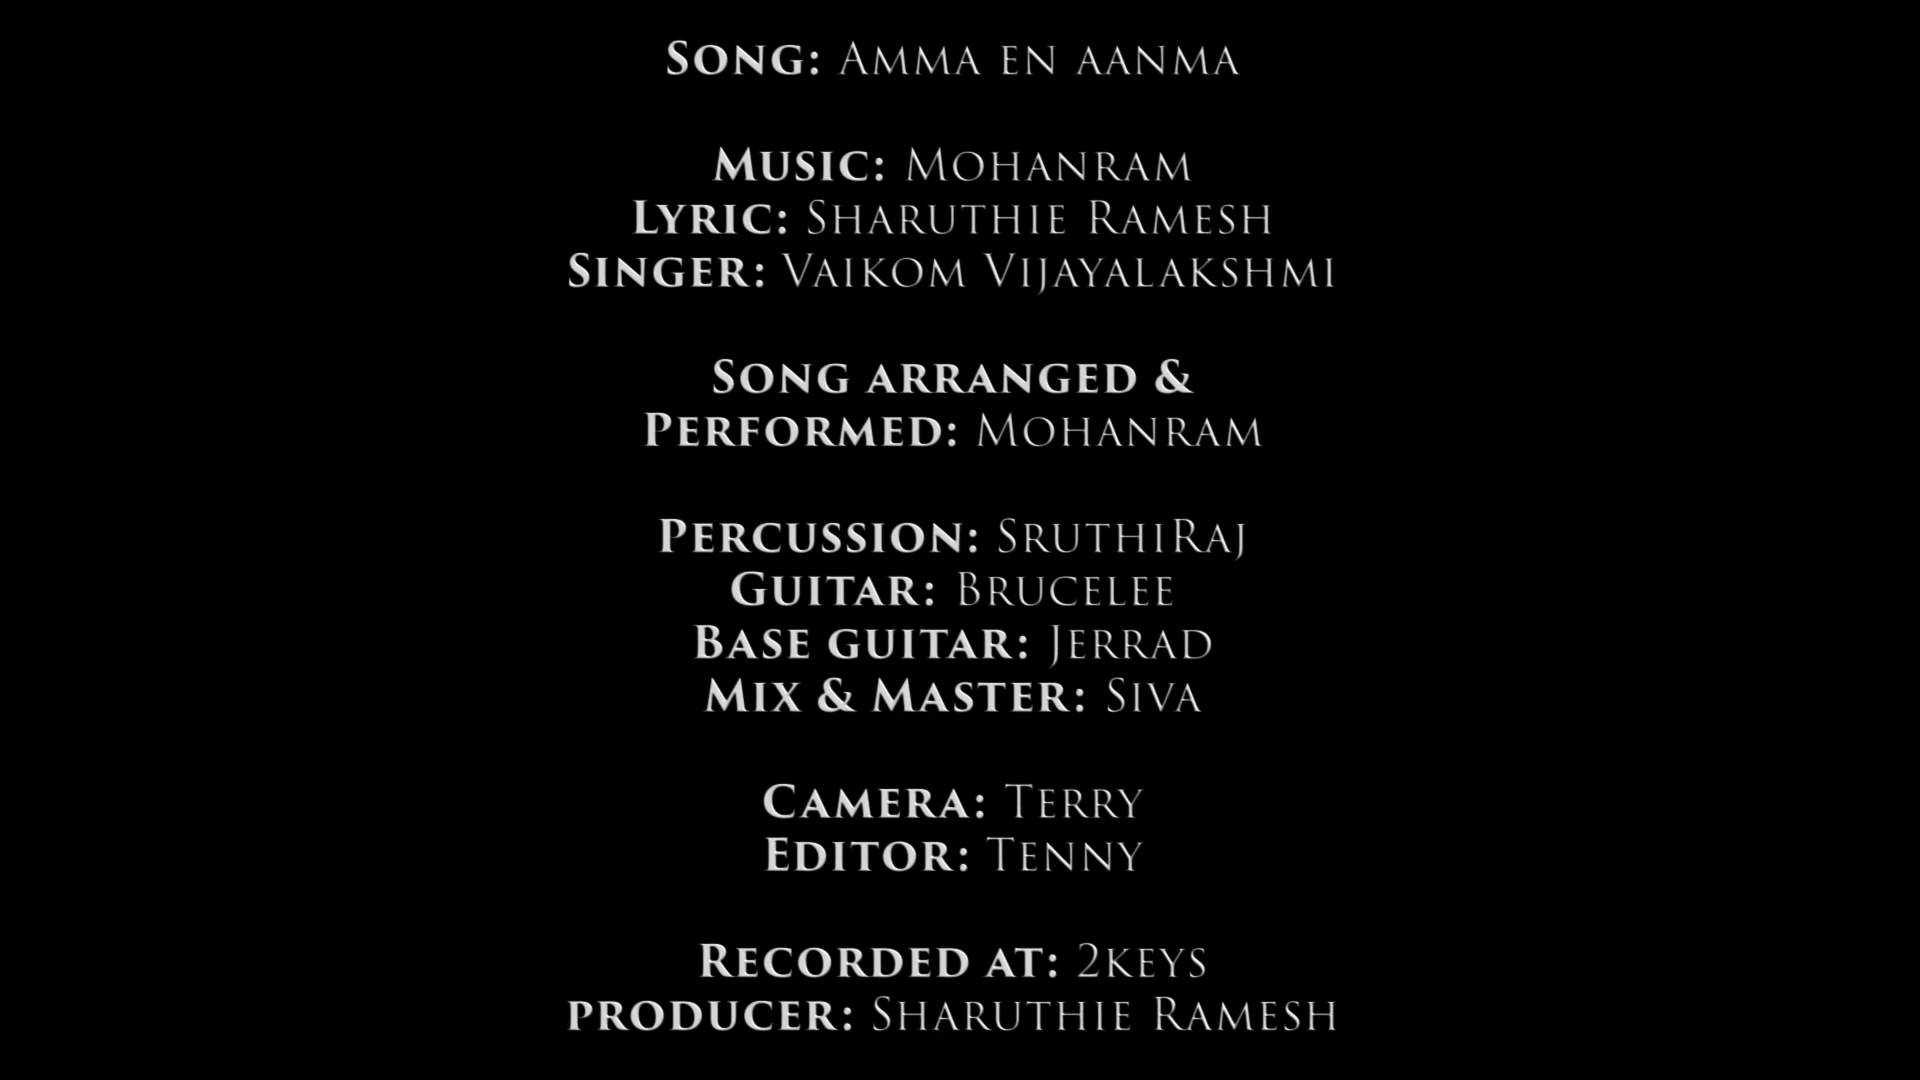 Song: Amma en aanma
Music: Mohanram
Lyric: Sharuthie Ramesh
Singer: Vaikom Vijayalakshmi
Song arranged &
Performed: Mohanram
Percussion: SruthiRaj
Guitar: Brucelee
Base guitar: Jerrad
Mix & Master: Siva
Camera: Terry
Editor: Tenny
Recorded at: 2keys
producer: Sharuthie Ramesh